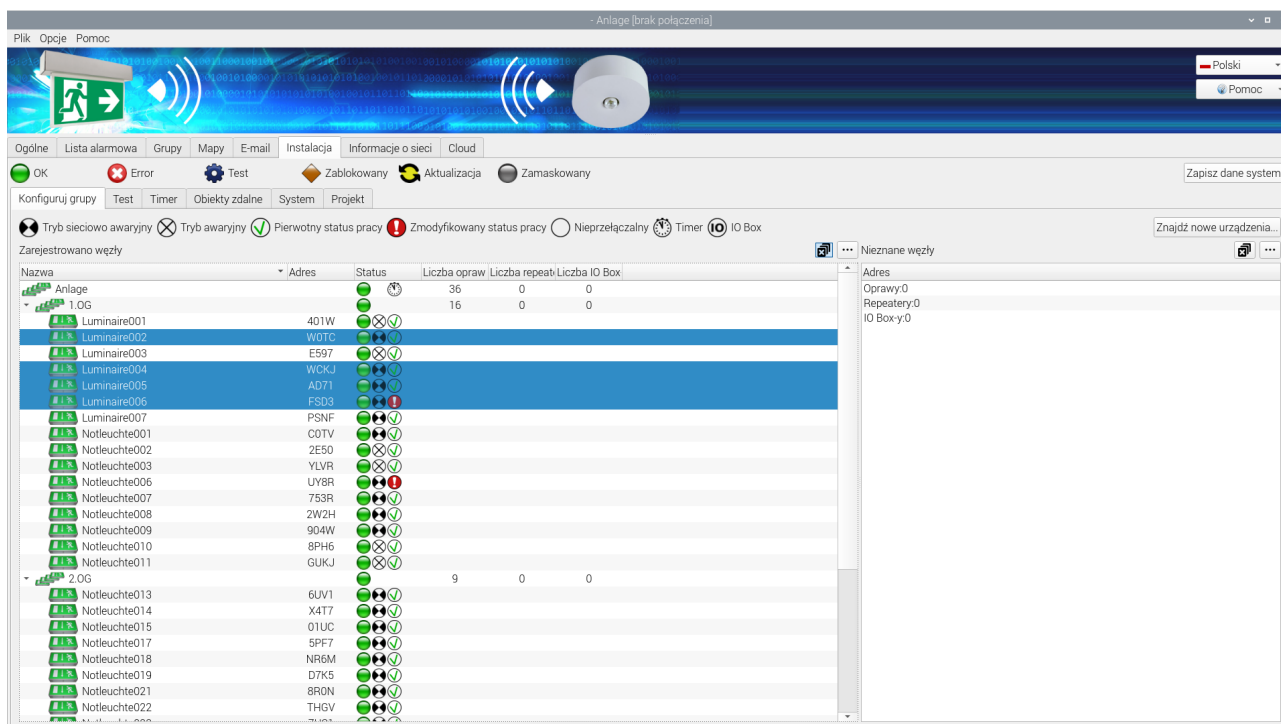 - Anlage [brak połączenia]
Plik Opcje Pomoc
Polski
Pomoc
Ogólne Lista alarmowa Grupy Mapy E-mail Instalacja Informacje o sieci Cloud
OK Error Test Zablokowany Aktualizacja Zamaskowany Zapisz dane system
Konfiguruj grupy Test Timer Obiekty zdalne System Projekt
Tryb sieciowo awaryjny Tryb awaryjny Pierwotny status pracy Zmodyfikowany status pracy Nieprzełączalny Timer IO IO Box Znajdź nowe urządzenia...
Zarejestrowano węzły ... Nieznane węzły ...
Nazwa Adres Status Liczba opraw Liczba repeat Liczba IO Box Adres
Anlage 36 0 0 Oprawy:0
1.OG 16 0 0 Repeatery:0
Luminaire001 401W IO Box-y:0
Luminaire002 W0TC
Luminaire003 E597
Luminaire004 WCKJ
Luminaire005 AD71
Luminaire006 FSD3
Luminaire007 PSNF
Notleuchte001 C0TV
Notleuchte002 2E50
Notleuchte003 YLVR
Notleuchte006 UY8R
Notleuchte007 753R
Notleuchte008 2W2H
Notleuchte009 904W
Notleuchte010 8PH6
Notleuchte011 GUKJ
2.OG 9 0 0
Notleuchte013 6UV1
Notleuchte014 X4T7
Notleuchte015 01UC
Notleuchte017 5PF7
Notleuchte018 NR6M
Notleuchte019 D7K5
Notleuchte021 8R0N
Notleuchte022 THGV